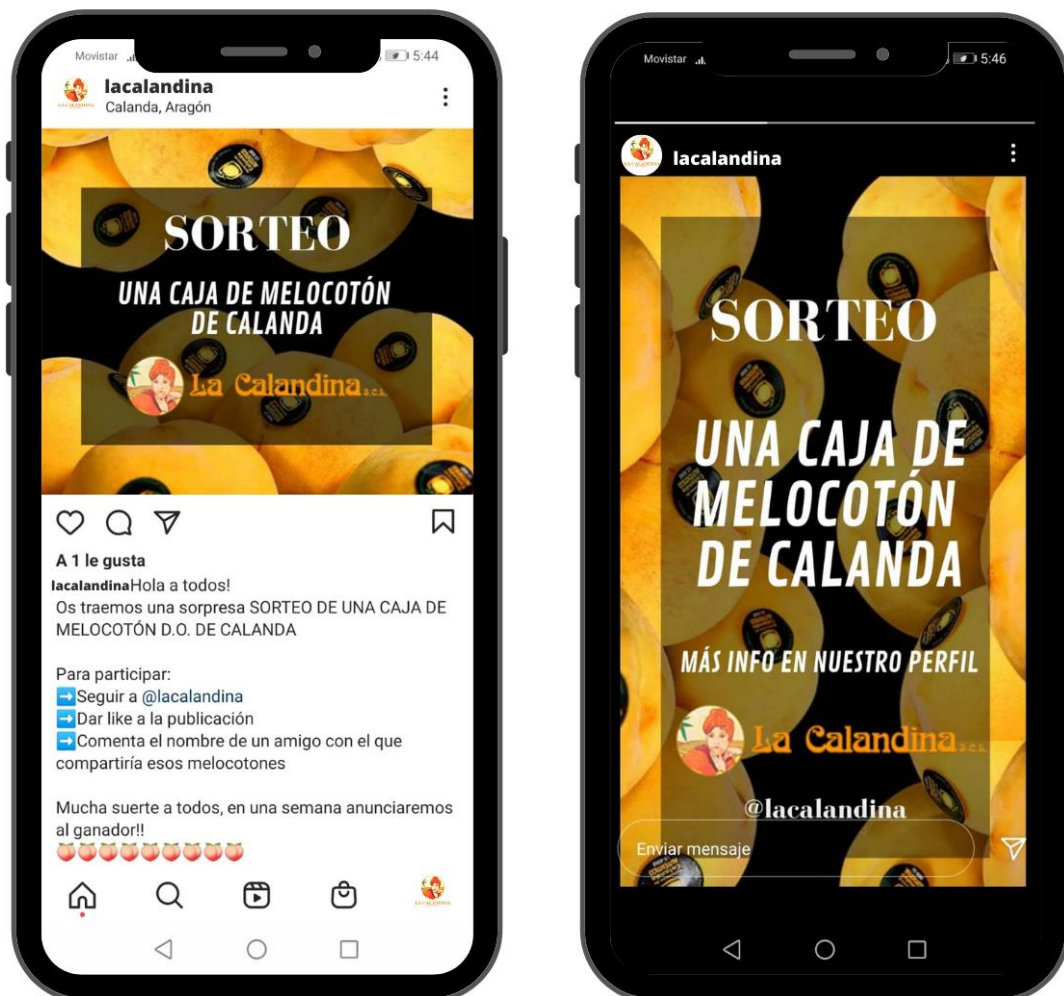 Movistar
5:44
lacalandina
Calanda, Aragón
SORTEO
UNA CAJA DE MELOCOTÓN
DE CALANDA
La Calandina s.c.l.
A 1 le gusta
lacalandina Hola a todos!
Os traemos una sorpresa SORTEO DE UNA CAJA DE
MELOCOTÓN D.O. DE CALANDA
Para participar:
➡️Seguir a @lacalandina
➡️Dar like a la publicación
➡️Comenta el nombre de un amigo con el que
compartiría esos melocotones
Mucha suerte a todos, en una semana anunciaremos
al ganador!!
🍑🍑🍑🍑🍑🍑🍑🍑🍑
Movistar
5:46
lacalandina
SORTEO
UNA CAJA DE
MELOCOTÓN
DE CALANDA
MÁS INFO EN NUESTRO PERFIL
La Calandina s.c.l.
@lacalandina
Enviar mensaje